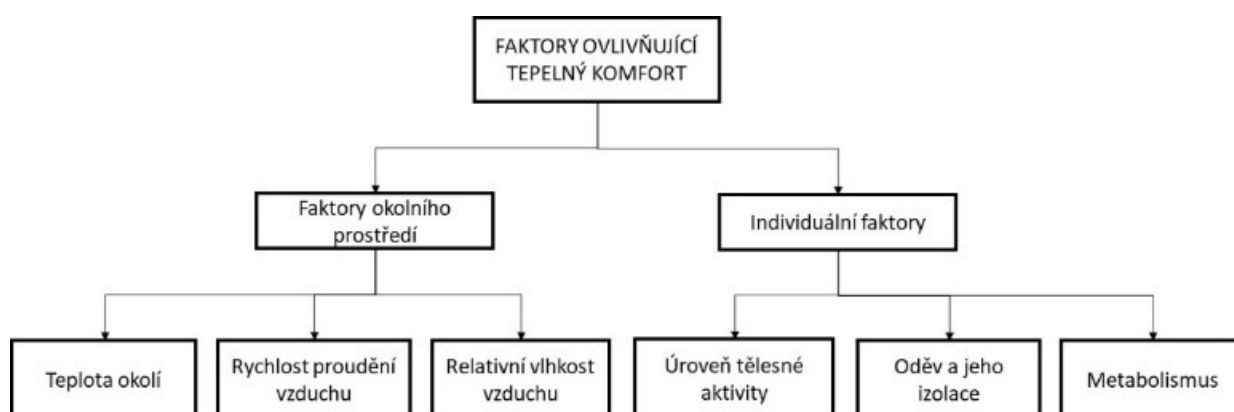 FAKTORY OVLIVŇUJÍCÍ
TEPELNÝ KOMFORT
Faktory okolního
prostředí
Individuální faktory
Teplota okolí
Rychlost proudění
vzduchu
Relativní vlhkost
vzduchu
Úroveň tělesné
aktivity
Oděv a jeho
izolace
Metabolismus